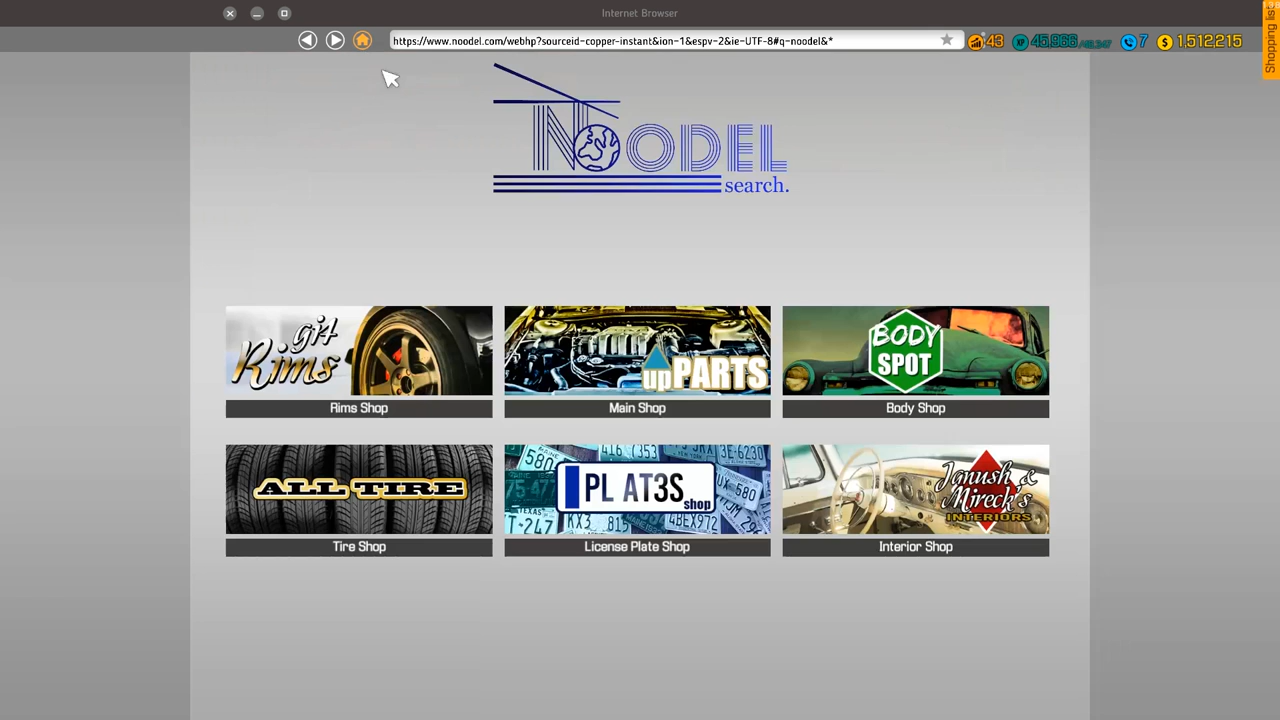 Internet Browser
https://www.noodel.com/webhp?sourceid-copper-instant&ion-1&espv-2&ie-UTF-8#q-noodel&*
43
XP 45,966
7
$ 1,512,215
Shopping list
NOODEL
search.
git Rims
upPARTS
BODY SPOT
Rims Shop
Main Shop
Body Shop
ALL TIRE
PL AT3S
shop
Janush & Mireck's
INTERIORS
Tire Shop
License Plate Shop
Interior Shop